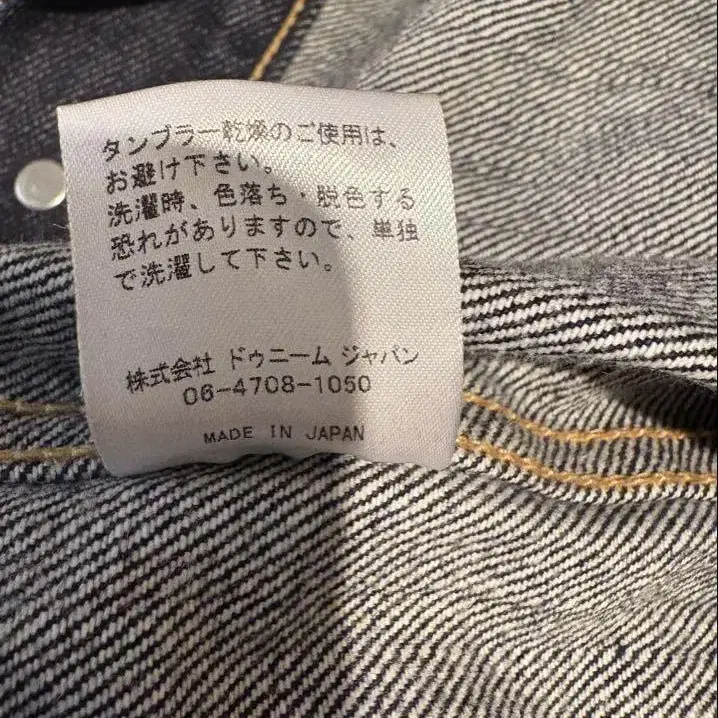 タンブラー乾燥のご使用は、
お避け下さい。
洗濯時、色落ち・脱色する
恐れがありますので、単独
で洗濯して下さい。
株式会社 ドゥニーム ジャパン
06-4708-1050
MADE IN JAPAN